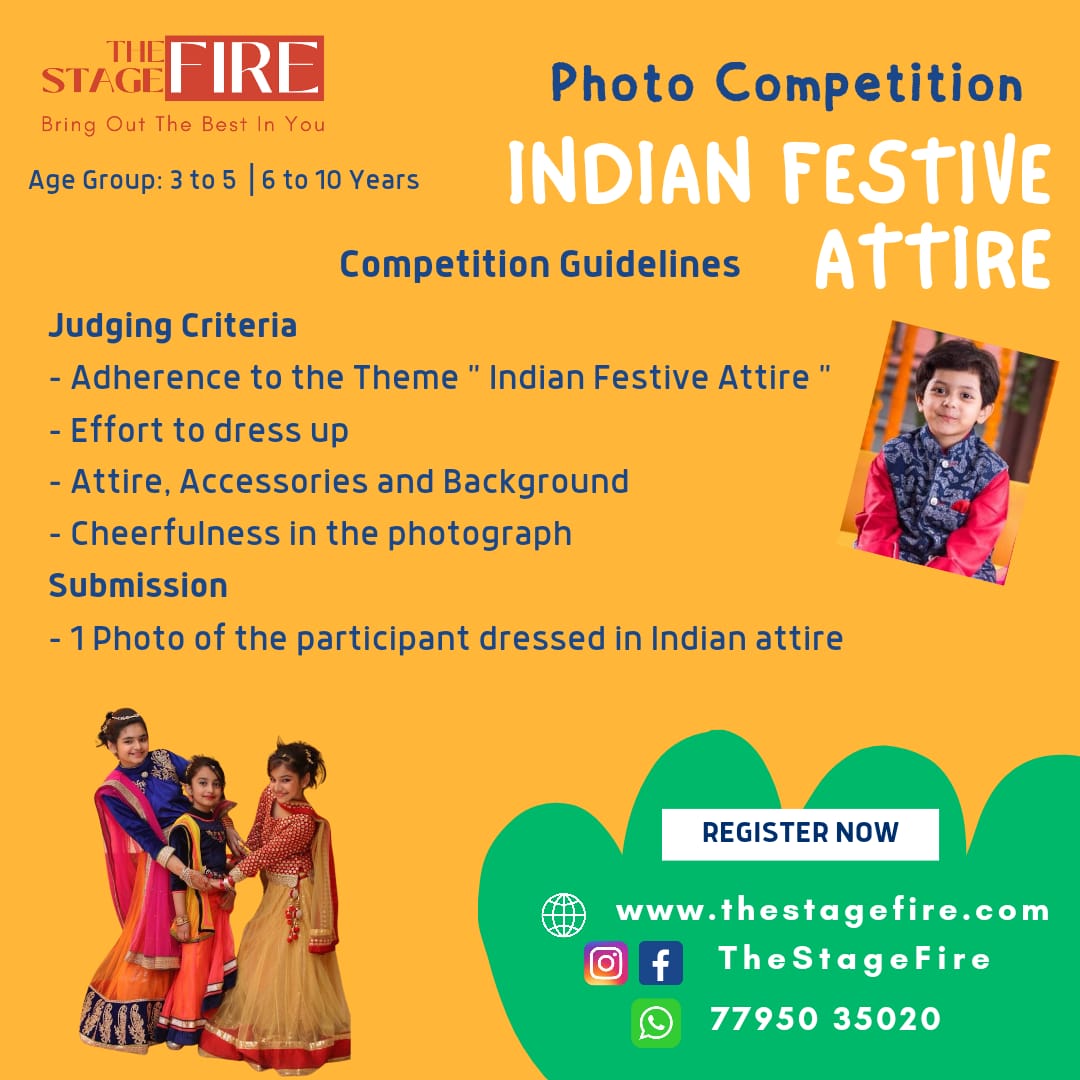 THE
STAGE FIRE
Bring Out The Best In You
Age Group: 3 to 5 | 6 to 10 Years
Photo Competition
INDIAN FESTIVE
ATTIRE
Competition Guidelines
Judging Criteria
- Adherence to the Theme " Indian Festive Attire "
- Effort to dress up
- Attire, Accessories and Background
- Cheerfulness in the photograph
Submission
- 1 Photo of the participant dressed in Indian attire
REGISTER NOW
www.thestagefire.com
TheStageFire
77950 35020